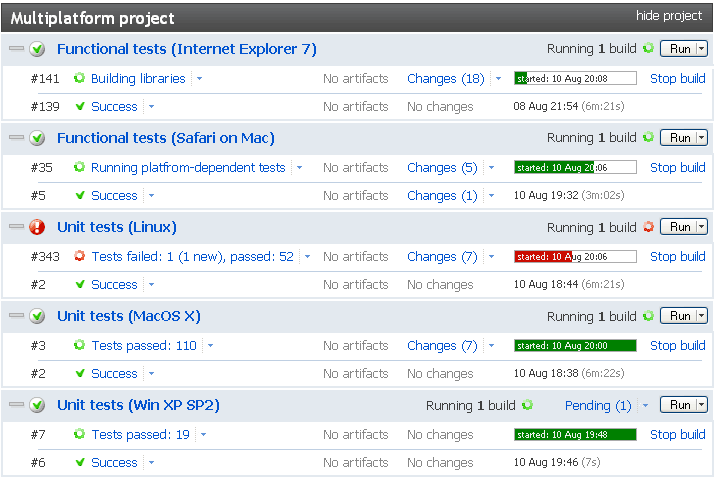 Multiplatform project hide project
Functional tests (Internet Explorer 7) Running 1 build Run
#141 Building libraries No artifacts Changes (18) started: 10 Aug 20:08 Stop build
#139 Success No artifacts No changes 08 Aug 21:54 (6m:21s)
Functional tests (Safari on Mac) Running 1 build Run
#35 Running platfrom-dependent tests No artifacts Changes (5) started: 10 Aug 20:06 Stop build
#5 Success No artifacts Changes (1) 10 Aug 19:32 (3m:02s)
Unit tests (Linux) Running 1 build Run
#343 Tests failed: 1 (1 new), passed: 52 No artifacts Changes (7) started: 10 Aug 20:06 Stop build
#2 Success No artifacts No changes 10 Aug 18:44 (6m:21s)
Unit tests (MacOS X) Running 1 build Run
#3 Tests passed: 110 No artifacts Changes (7) started: 10 Aug 20:00 Stop build
#2 Success No artifacts No changes 10 Aug 18:38 (6m:22s)
Unit tests (Win XP SP2) Running 1 build Pending (1) Run
#7 Tests passed: 19 No artifacts No changes started: 10 Aug 19:48 Stop build
#6 Success No artifacts No changes 10 Aug 19:46 (7s)